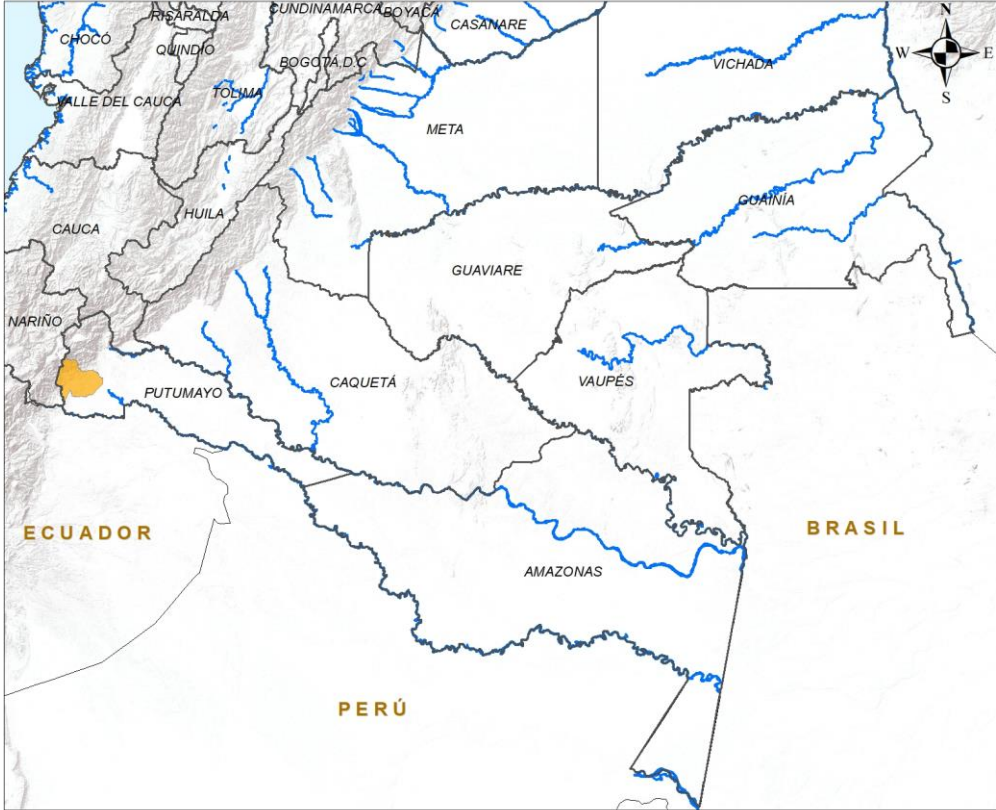 CUNDINAMARCA
BOYACÁ
RISARALDA
CASANARE
N
CHOCÓ
QUINDÍO
W
E
BOGOTÁ,D.C
VICHADA
TOLIMA
S
VALLE DEL CAUCA
META
GUAINÍA
HUILA
CAUCA
GUAVIARE
NARIÑO
CAQUETÁ
VAUPÉS
PUTUMAYO
ECUADOR
BRASIL
AMAZONAS
PERÚ